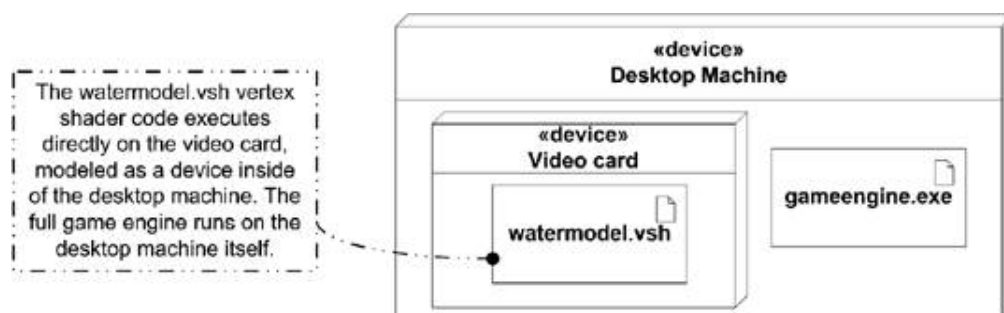 «device»
Desktop Machine
The watermodel.vsh vertex
shader code executes
directly on the video card,
modeled as a device inside
of the desktop machine. The
full game engine runs on the
desktop machine itself.
«device»
Video card
watermodel.vsh
gameengine.exe